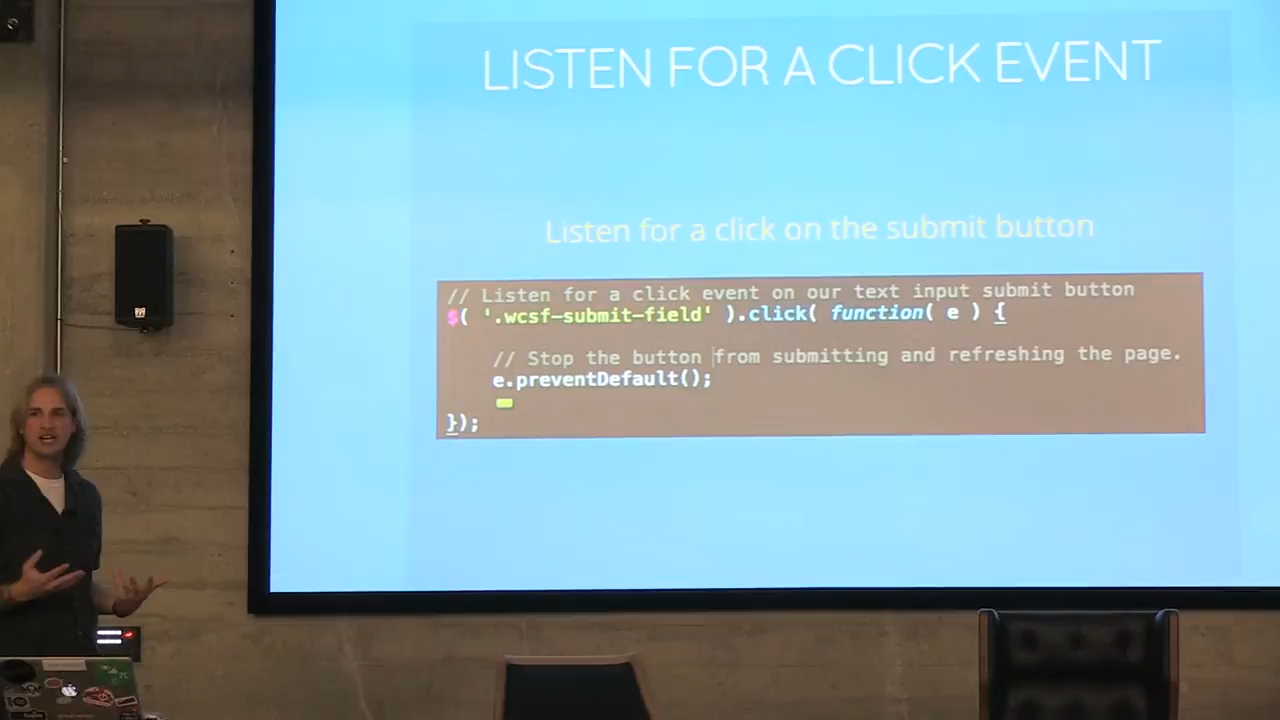 LISTEN FOR A CLICK EVENT
Listen for a click on the submit button
// Listen for a click event on our text input submit button
$( '.wcsf-submit-field' ).click( function( e ) {
// Stop the button from submitting and refreshing the page.
e.preventDefault();
});